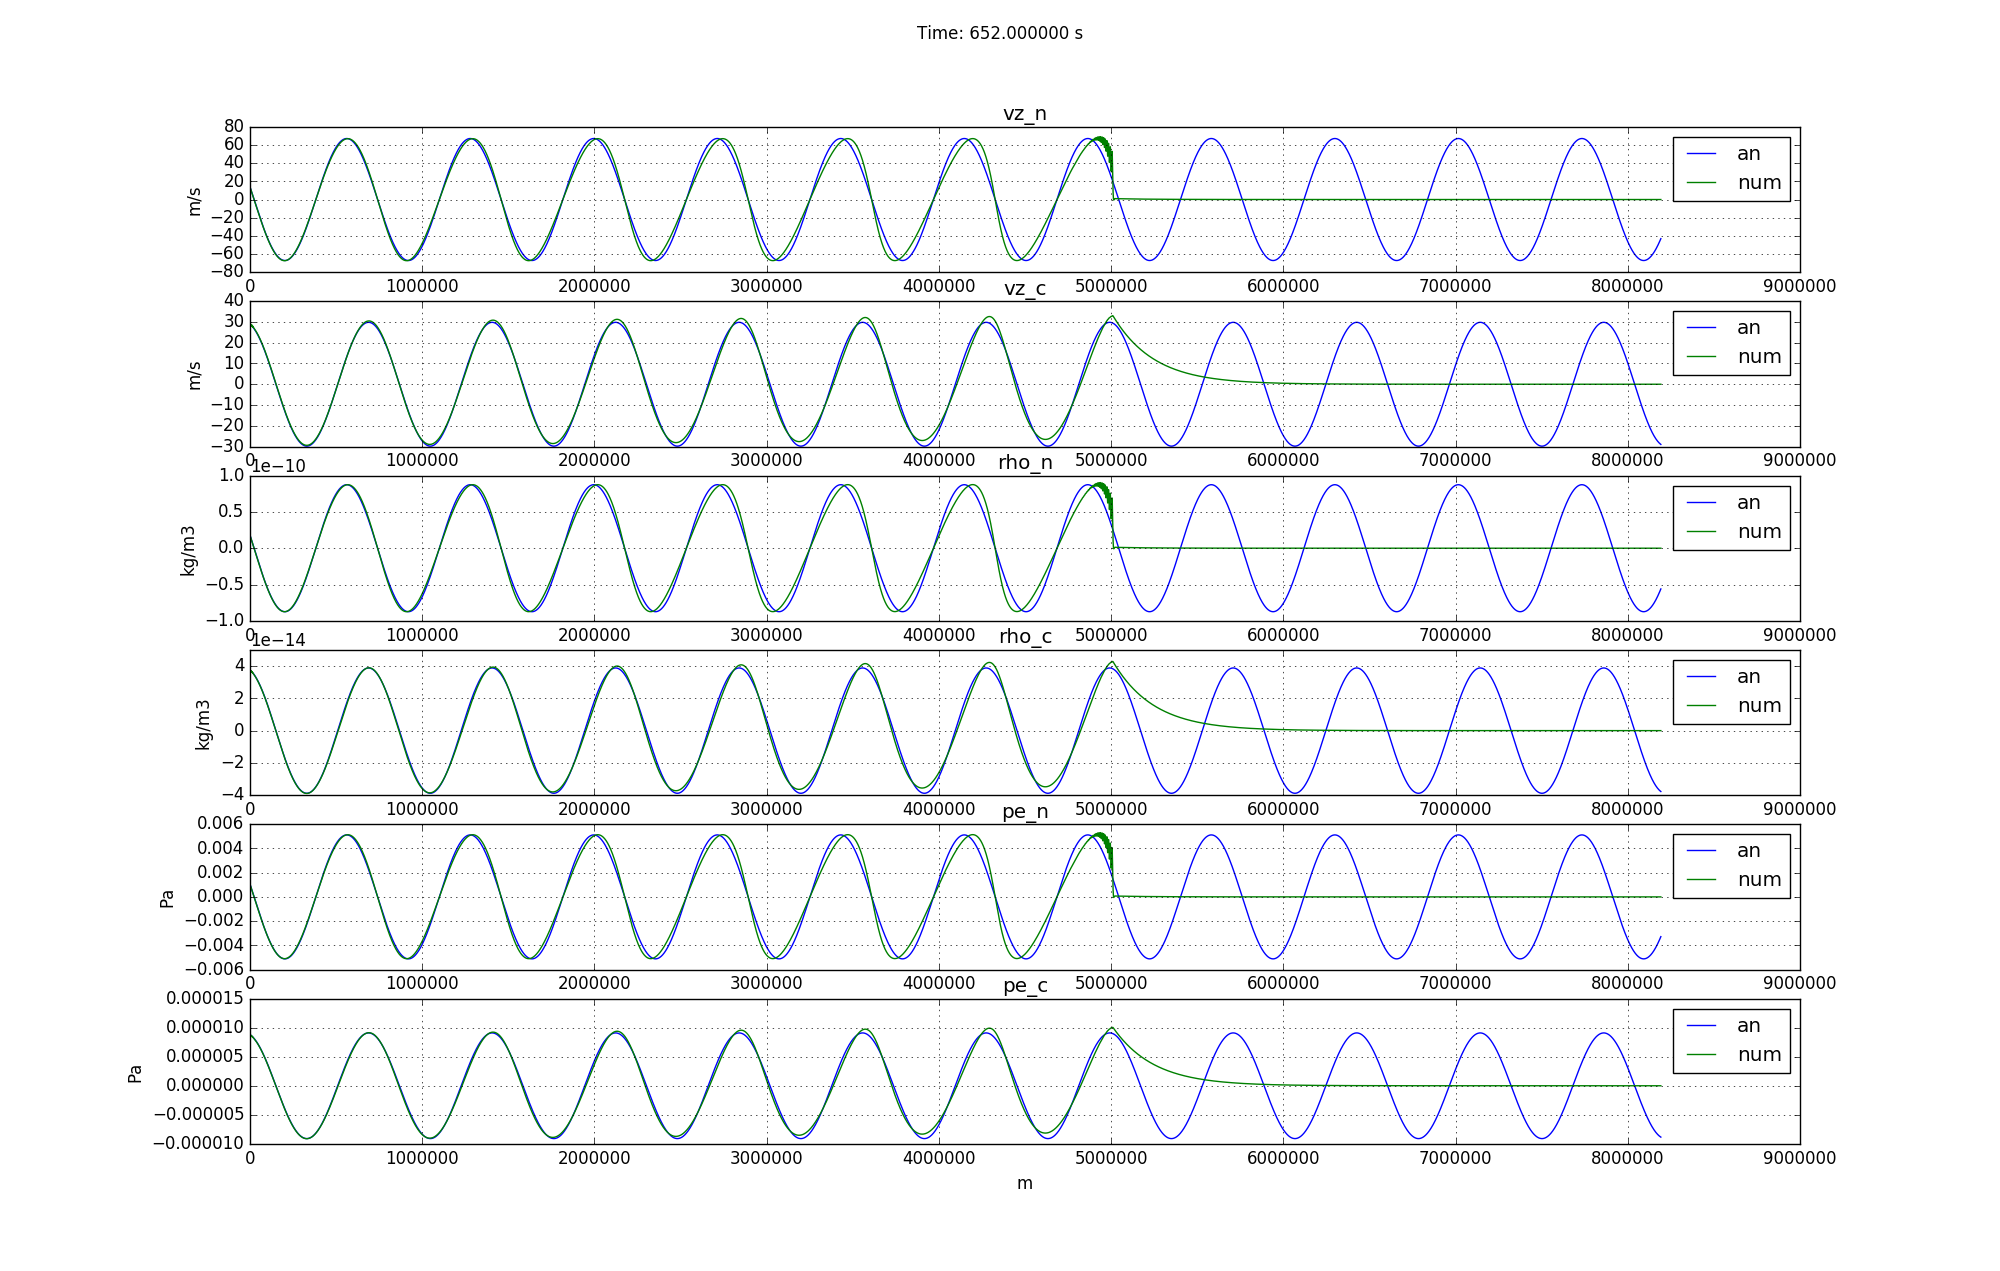 Time: 652.000000 s
vz_n
80
60
40
20
0
−20
−40
−60
−80
m/s
an
num
0 1000000 2000000 3000000 4000000 5000000 6000000 7000000 8000000 9000000
vz_c
40
30
20
10
0
−10
−20
−30
m/s
an
num
0 1000000 2000000 3000000 4000000 5000000 6000000 7000000 8000000 9000000
1e−10
rho_n
1.0
0.5
0.0
−0.5
−1.0
kg/m3
an
num
0 1000000 2000000 3000000 4000000 5000000 6000000 7000000 8000000 9000000
1e−14
rho_c
4
2
0
−2
−4
kg/m3
an
num
0 1000000 2000000 3000000 4000000 5000000 6000000 7000000 8000000 9000000
pe_n
0.006
0.004
0.002
0.000
−0.002
−0.004
−0.006
Pa
an
num
0 1000000 2000000 3000000 4000000 5000000 6000000 7000000 8000000 9000000
pe_c
0.000015
0.000010
0.000005
0.000000
−0.000005
−0.000010
Pa
an
num
0 1000000 2000000 3000000 4000000 5000000 6000000 7000000 8000000 9000000
m